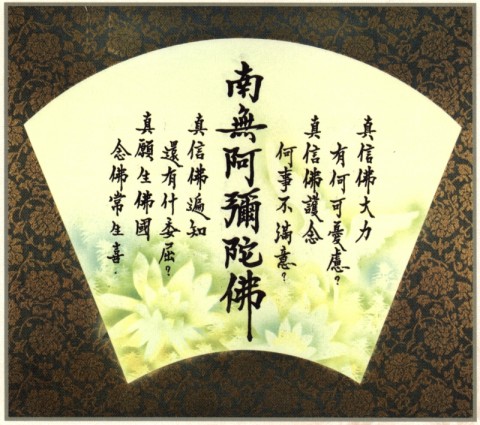 真信佛大力
有何可憂慮?
真信佛護念
何事不滿意?
南無阿彌陀佛
真信佛遍知
還有什委屈?
真願生佛國
念佛常生喜.